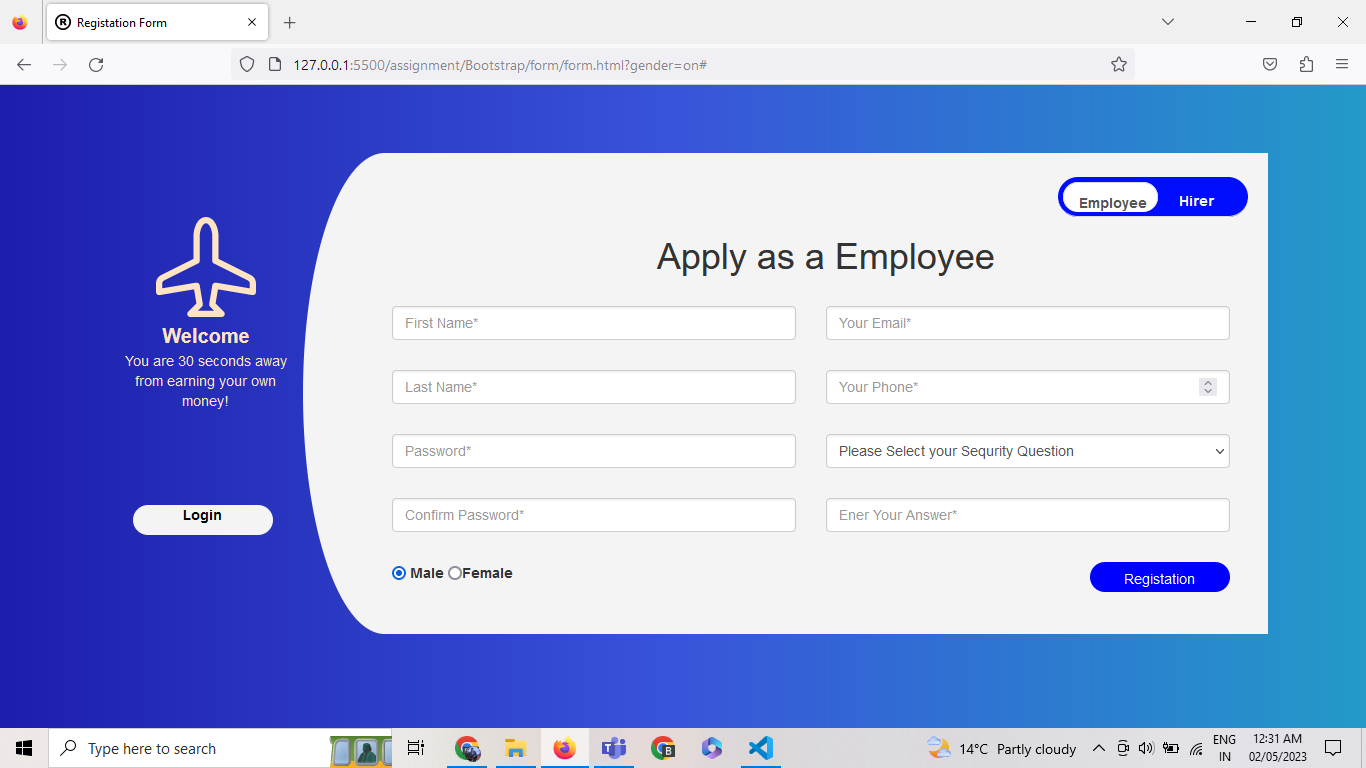 Registation Form
127.0.0.1:5500/assignment/Bootstrap/form/form.html?gender=on#
Employee
Hirer
Apply as a Employee
Welcome
You are 30 seconds away
from earning your own
money!
Login
First Name*
Your Email*
Last Name*
Your Phone*
Password*
Please Select your Sequrity Question
Confirm Password*
Ener Your Answer*
Male
Female
Registation
Type here to search
14°C Partly cloudy
ENG
IN
12:31 AM
02/05/2023